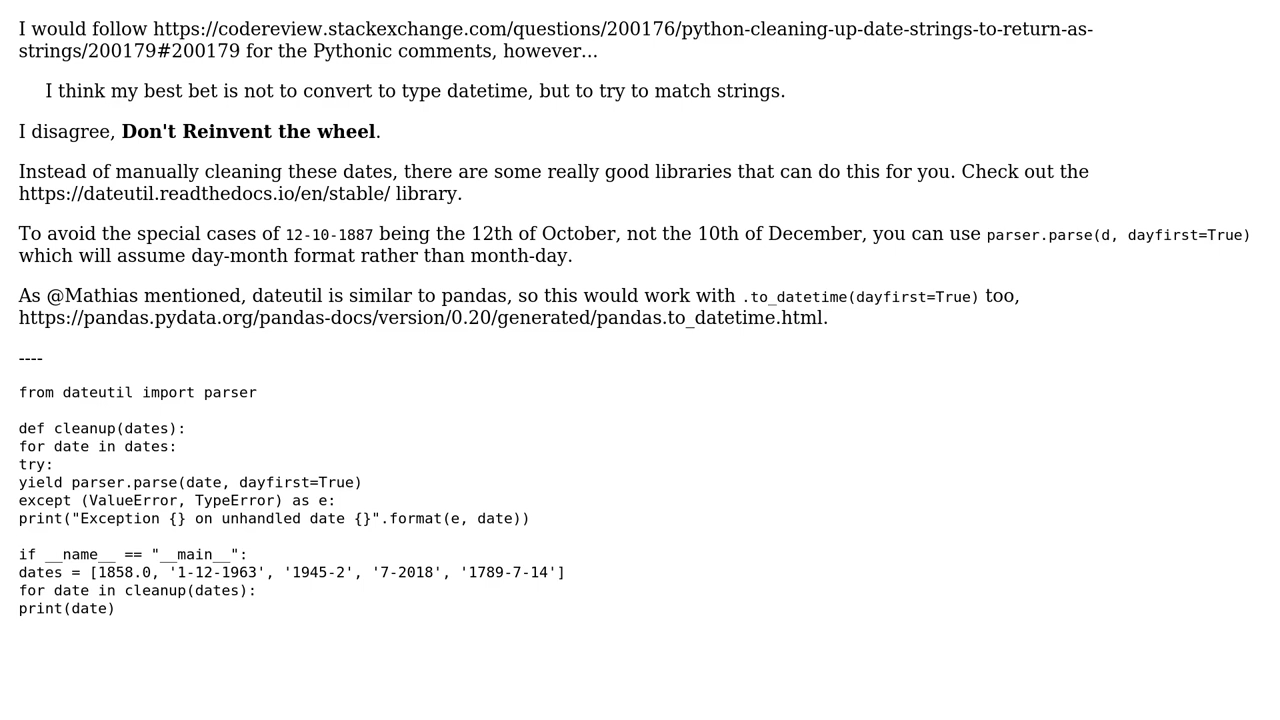 I would follow https://codereview.stackexchange.com/questions/200176/python-cleaning-up-date-strings-to-return-as-
strings/200179#200179 for the Pythonic comments, however...
I think my best bet is not to convert to type datetime, but to try to match strings.
I disagree, Don't Reinvent the wheel.
Instead of manually cleaning these dates, there are some really good libraries that can do this for you. Check out the
https://dateutil.readthedocs.io/en/stable/ library.
To avoid the special cases of 12-10-1887 being the 12th of October, not the 10th of December, you can use parser.parse(d, dayfirst=True)
which will assume day-month format rather than month-day.
As @Mathias mentioned, dateutil is similar to pandas, so this would work with .to_datetime(dayfirst=True) too,
https://pandas.pydata.org/pandas-docs/version/0.20/generated/pandas.to_datetime.html.
----
from dateutil import parser
def cleanup(dates):
for date in dates:
try:
yield parser.parse(date, dayfirst=True)
except (ValueError, TypeError) as e:
print("Exception {} on unhandled date {}".format(e, date))
if __name__ == "__main__":
dates = [1858.0, '1-12-1963', '1945-2', '7-2018', '1789-7-14']
for date in cleanup(dates):
print(date)